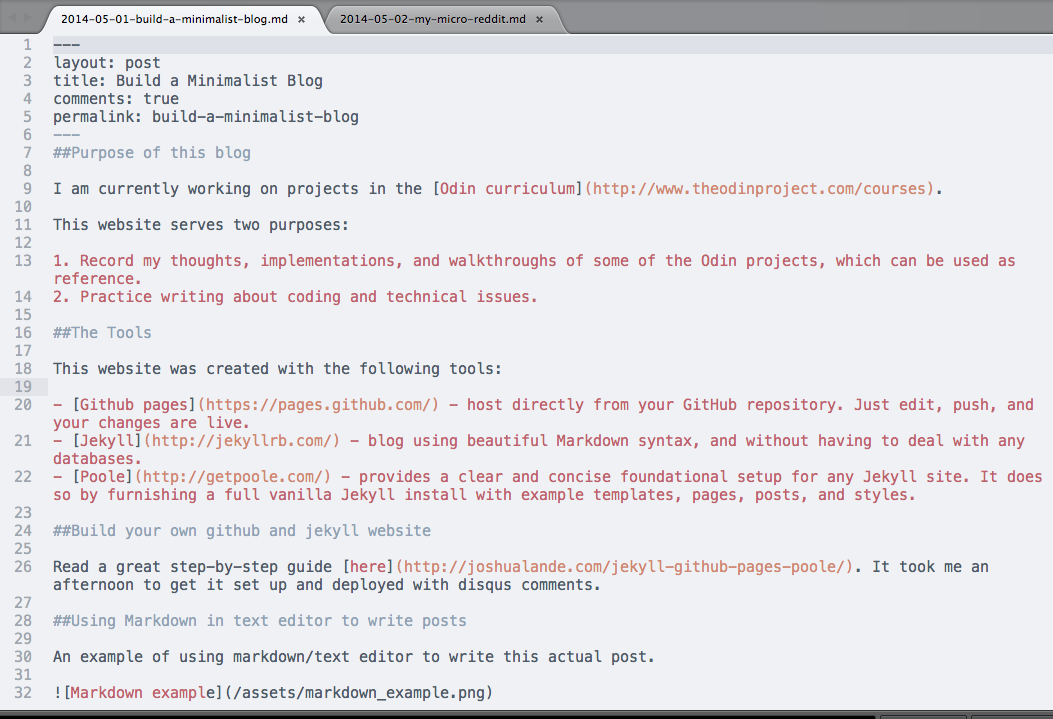 2014-05-01-build-a-minimalist-blog.md × 2014-05-02-my-micro-reddit.md ×
1 ---
2 layout: post
3 title: Build a Minimalist Blog
4 comments: true
5 permalink: build-a-minimalist-blog
6 ---
7 ##Purpose of this blog
8
9 I am currently working on projects in the [Odin curriculum](http://www.theodinproject.com/courses).
10
11 This website serves two purposes:
12
13 1. Record my thoughts, implementations, and walkthroughs of some of the Odin projects, which can be used as
reference.
14 2. Practice writing about coding and technical issues.
15
16 ##The Tools
17
18 This website was created with the following tools:
19
20 - [Github pages](https://pages.github.com/) - host directly from your GitHub repository. Just edit, push, and
your changes are live.
21 - [Jekyll](http://jekyllrb.com/) - blog using beautiful Markdown syntax, and without having to deal with any
databases.
22 - [Poole](http://getpoole.com/) - provides a clear and concise foundational setup for any Jekyll site. It does
so by furnishing a full vanilla Jekyll install with example templates, pages, posts, and styles.
23
24 ##Build your own github and jekyll website
25
26 Read a great step-by-step guide [here](http://joshualande.com/jekyll-github-pages-poole/). It took me an
afternoon to get it set up and deployed with disqus comments.
27
28 ##Using Markdown in text editor to write posts
29
30 An example of using markdown/text editor to write this actual post.
31
32 ![Markdown example](/assets/markdown_example.png)